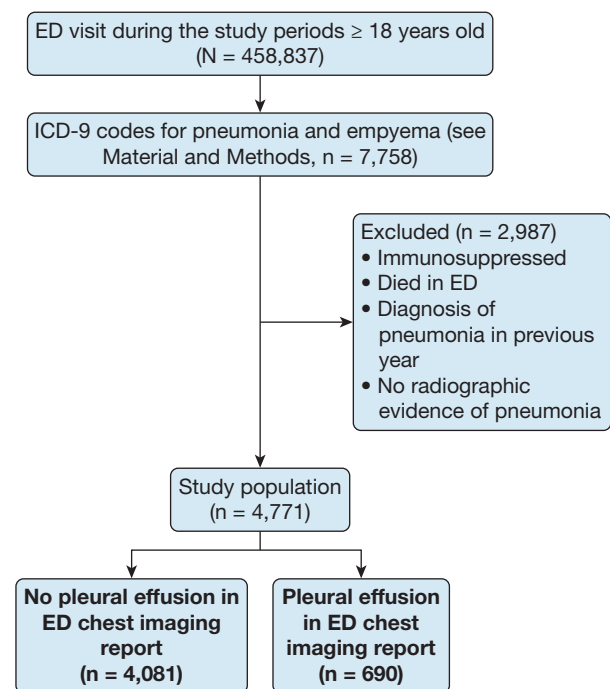 ED visit during the study periods ≥ 18 years old
(N = 458,837)
ICD-9 codes for pneumonia and empyema (see
Material and Methods, n = 7,758)
Excluded (n = 2,987)
• Immunosuppressed
• Died in ED
• Diagnosis of
pneumonia in previous
year
• No radiographic
evidence of pneumonia
Study population
(n = 4,771)
No pleural effusion in
ED chest imaging
report
(n = 4,081)
Pleural effusion
in ED chest
imaging report
(n = 690)